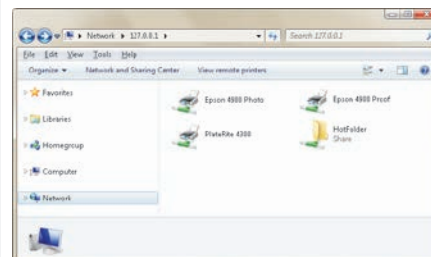 Network ▸ 127.0.0.1 ▸
Search 127.0.0.1
File Edit View Tools Help
Organize Network and Sharing Center View remote printers
Favorites
Libraries
Homegroup
Computer
Network
Epson 4900 Photo
Epson 4900 Proof
PlateRite 4300
HotFolder
Share